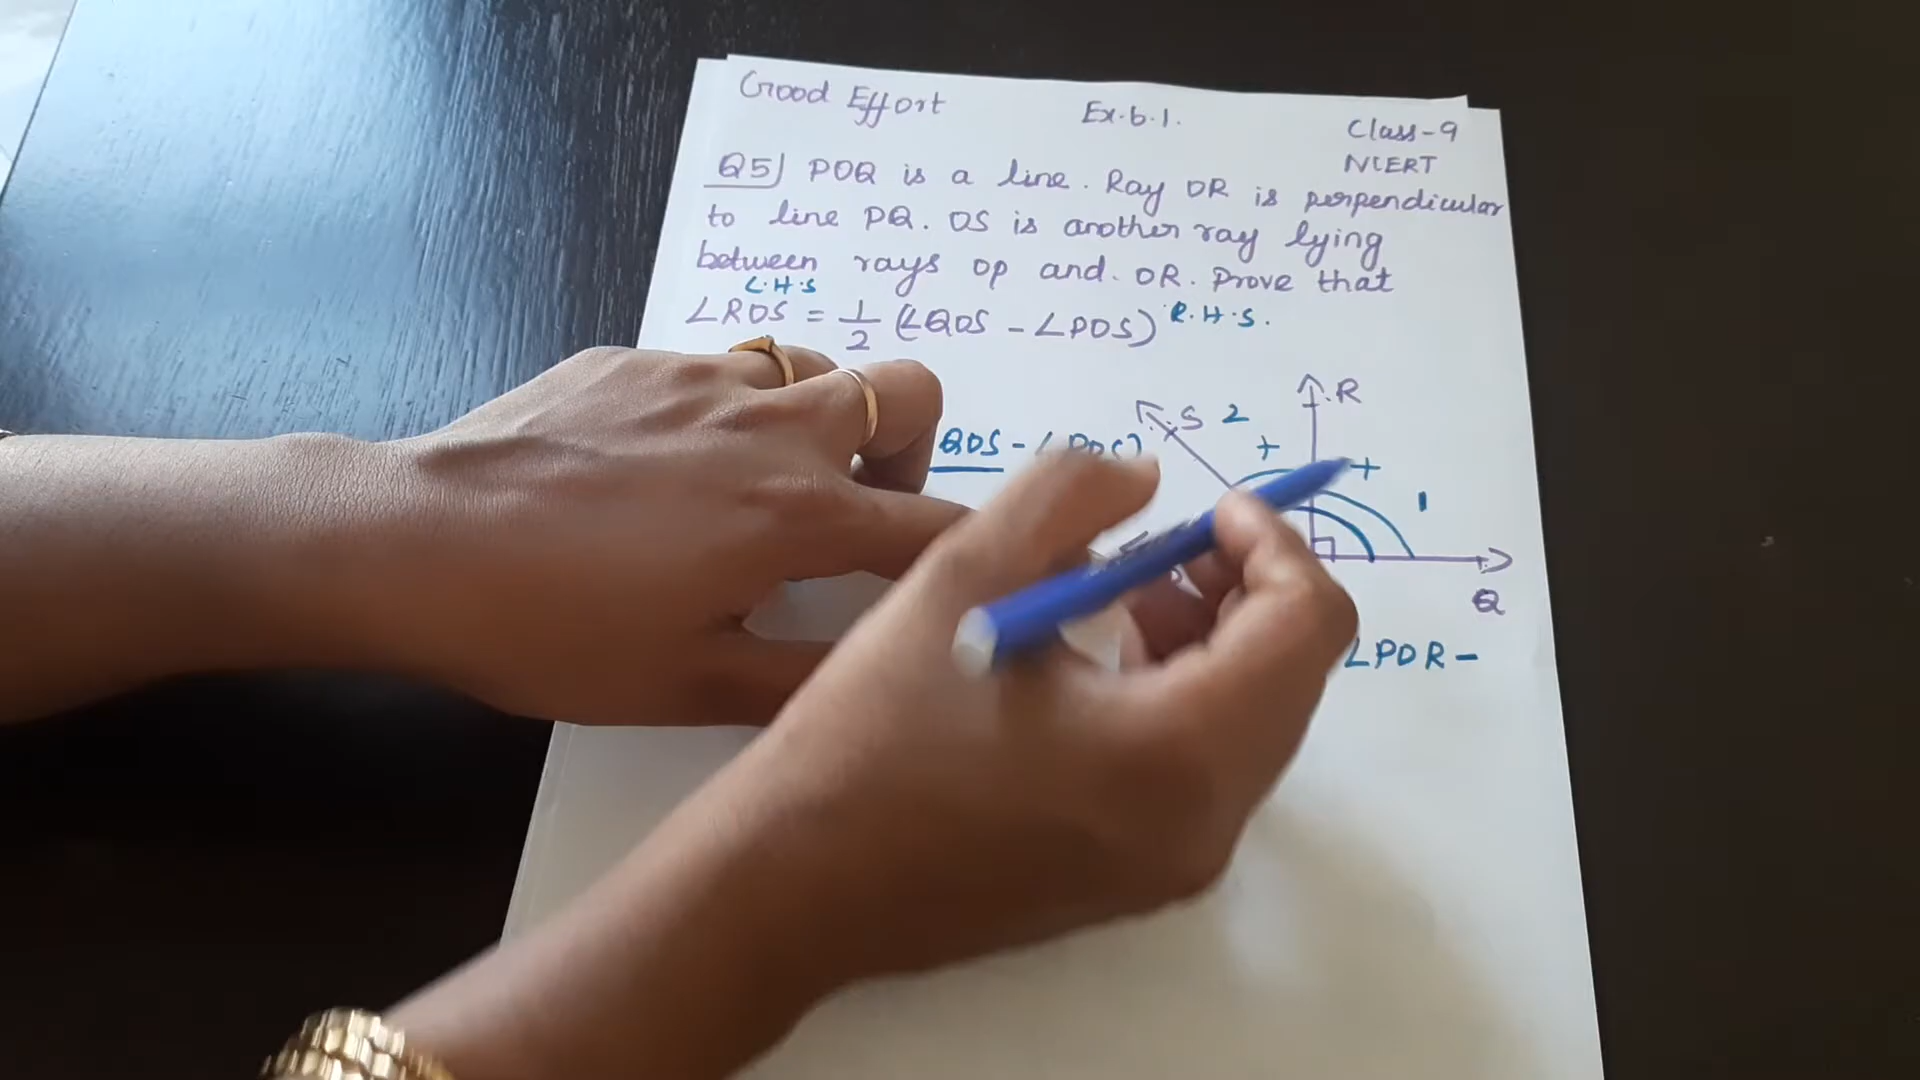 Good Effort Ex.6.1. Class-9
NCERT
Q5) POQ is a line. Ray OR is perpendicular
to line PQ. OS is another ray lying
between rays OP and OR. Prove that
L.H.S
∠ROS = 1/2 (∠QOS - ∠POS) R.H.S.
R
S 2
QOS - ∠POS)
+ +
1
Q
∠POR -